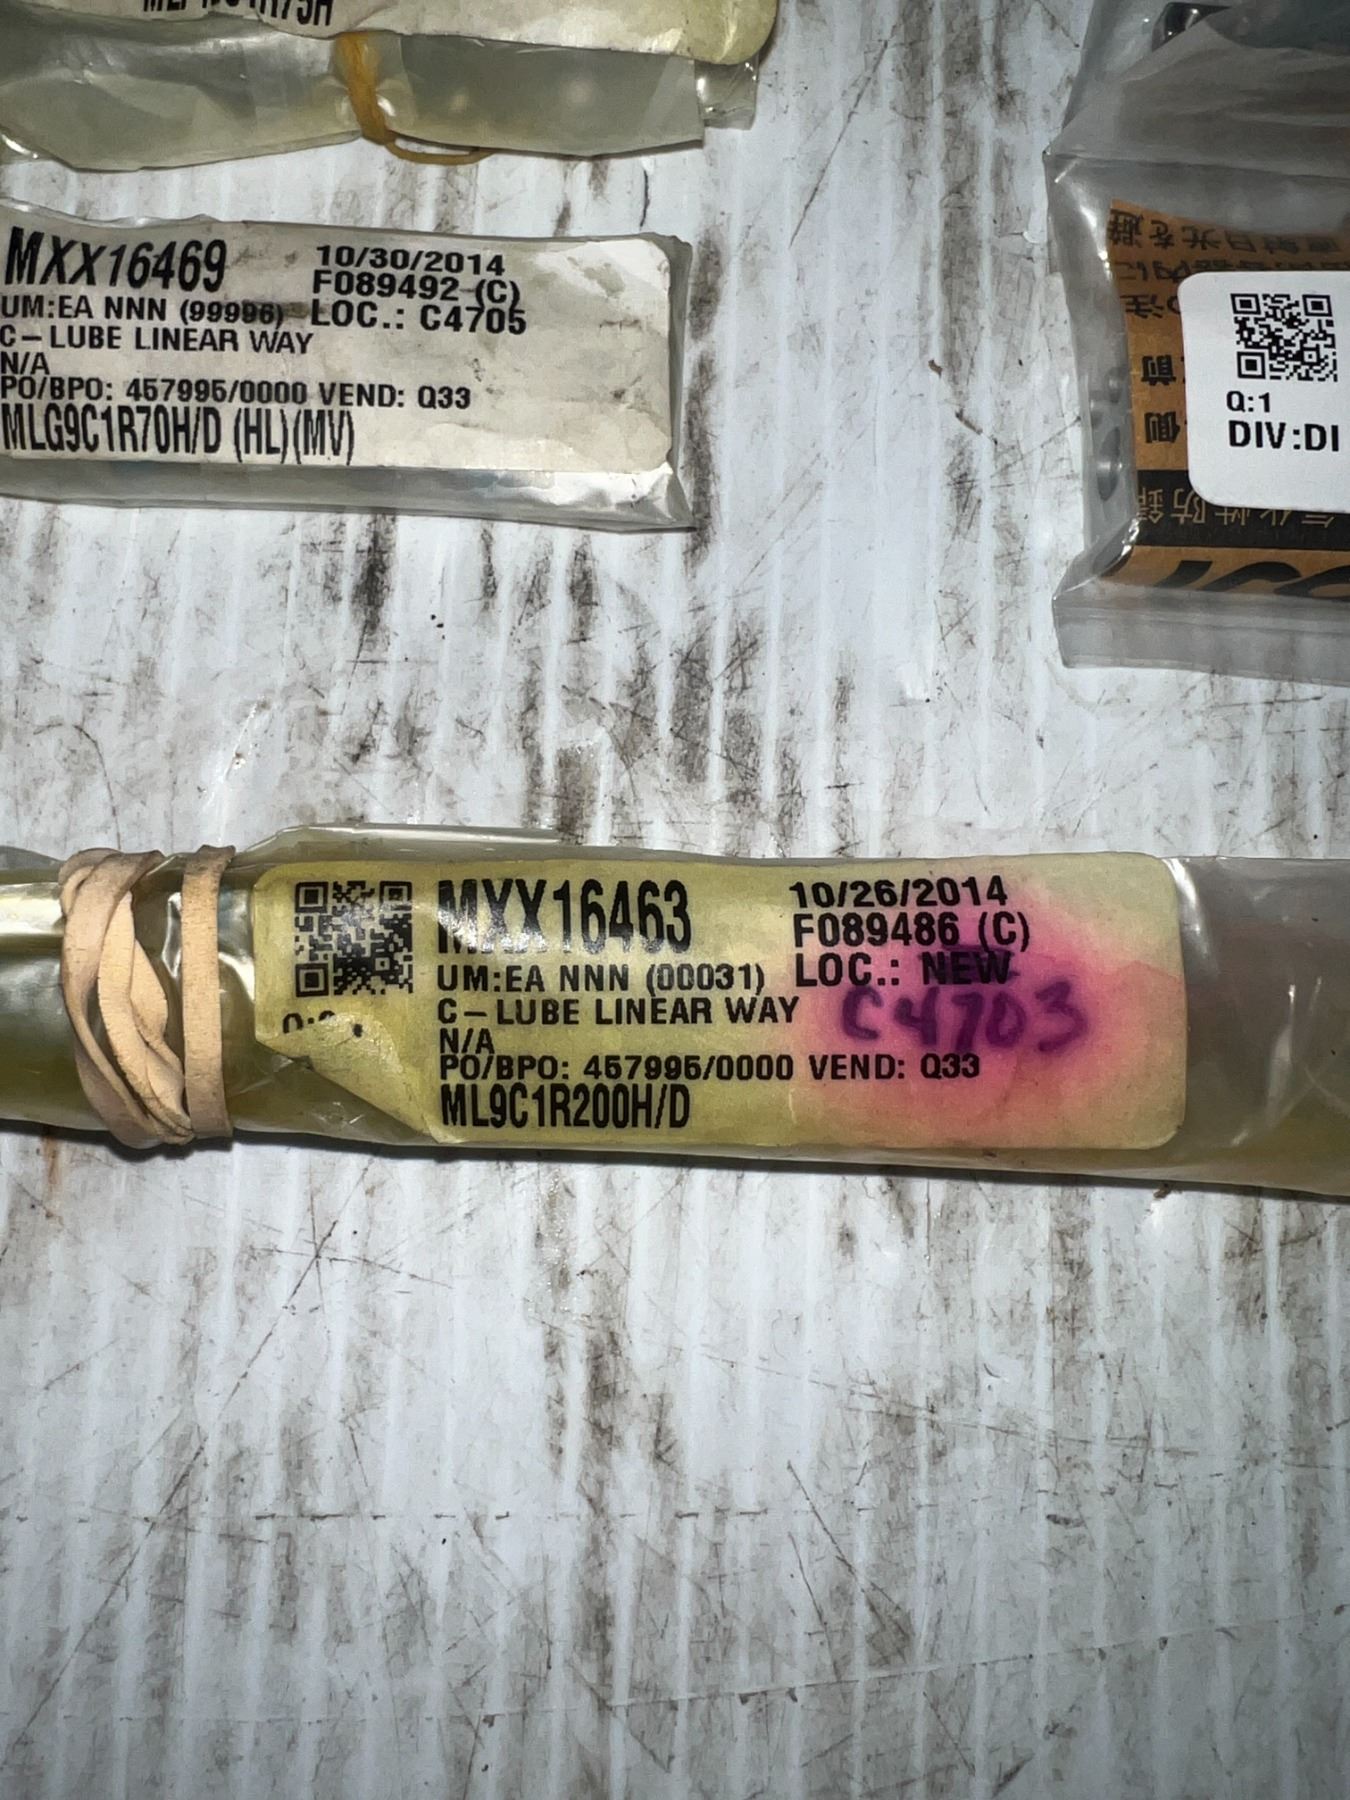 MXX16469
10/30/2014
F089492 (C)
UM:EA NNN (99996) LOC.: C4705
C-LUBE LINEAR WAY
N/A
PO/BPO: 457995/0000 VEND: Q33
MLG9C1R70H/D (HL)(MV)
Q:1
DIV:DI
MXX16463
10/26/2014
F089486 (C)
UM:EA NNN (00031) LOC.: NEW
C4703
C-LUBE LINEAR WAY
N/A
PO/BPO: 457995/0000 VEND: Q33
ML9C1R200H/D